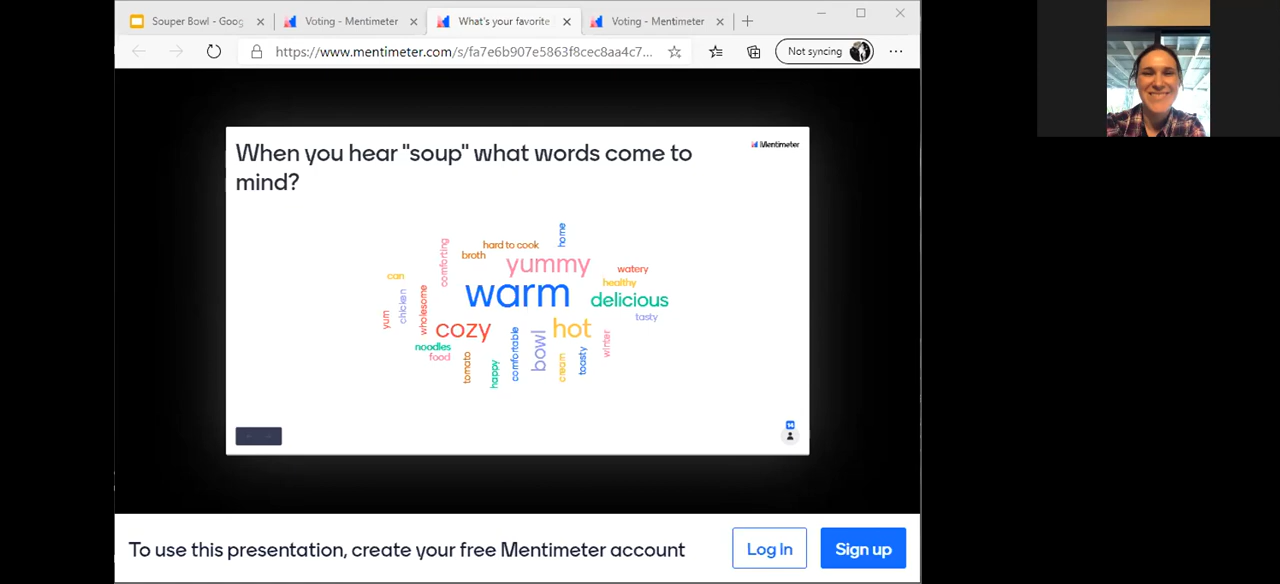 Souper Bowl - Goog
Voting - Mentimeter
What's your favorite
Voting - Mentimeter
https://www.mentimeter.com/s/fa7e6b907e5863f8cec8aa4c7...
Not syncing
When you hear "soup" what words come to
mind?
Mentimeter
home
hard to cook
comforting
broth
yummy
watery
can
healthy
warm
delicious
chicken
wholesome
yum
tasty
cozy
hot
noodles
food
bowl
comfortable
winter
tomato
happy
cream
toasty
14
To use this presentation, create your free Mentimeter account
Log In
Sign up